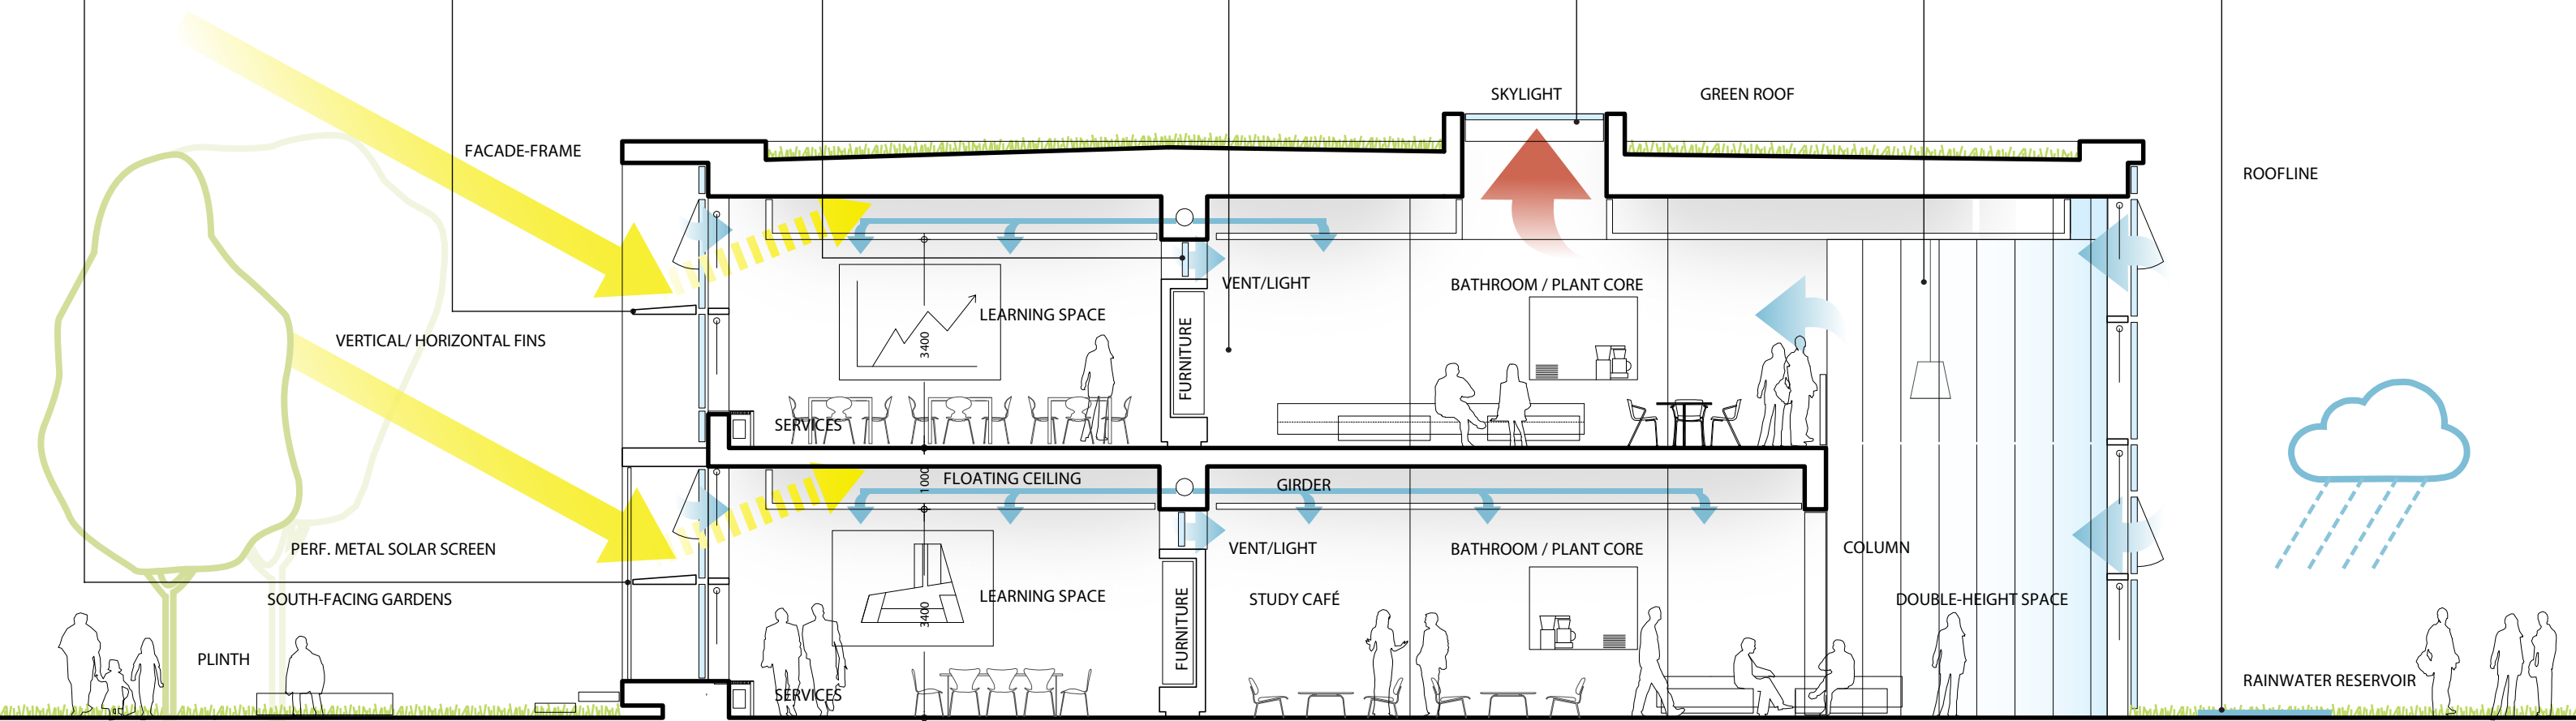 SKYLIGHT
GREEN ROOF
FACADE-FRAME
ROOFLINE
VENT/LIGHT
BATHROOM / PLANT CORE
LEARNING SPACE
VERTICAL/ HORIZONTAL FINS
3400
FURNITURE
SERVICES
FLOATING CEILING
1000
GIRDER
PERF. METAL SOLAR SCREEN
VENT/LIGHT
BATHROOM / PLANT CORE
COLUMN
SOUTH-FACING GARDENS
LEARNING SPACE
STUDY CAFÉ
DOUBLE-HEIGHT SPACE
3400
FURNITURE
PLINTH
SERVICES
RAINWATER RESERVOIR